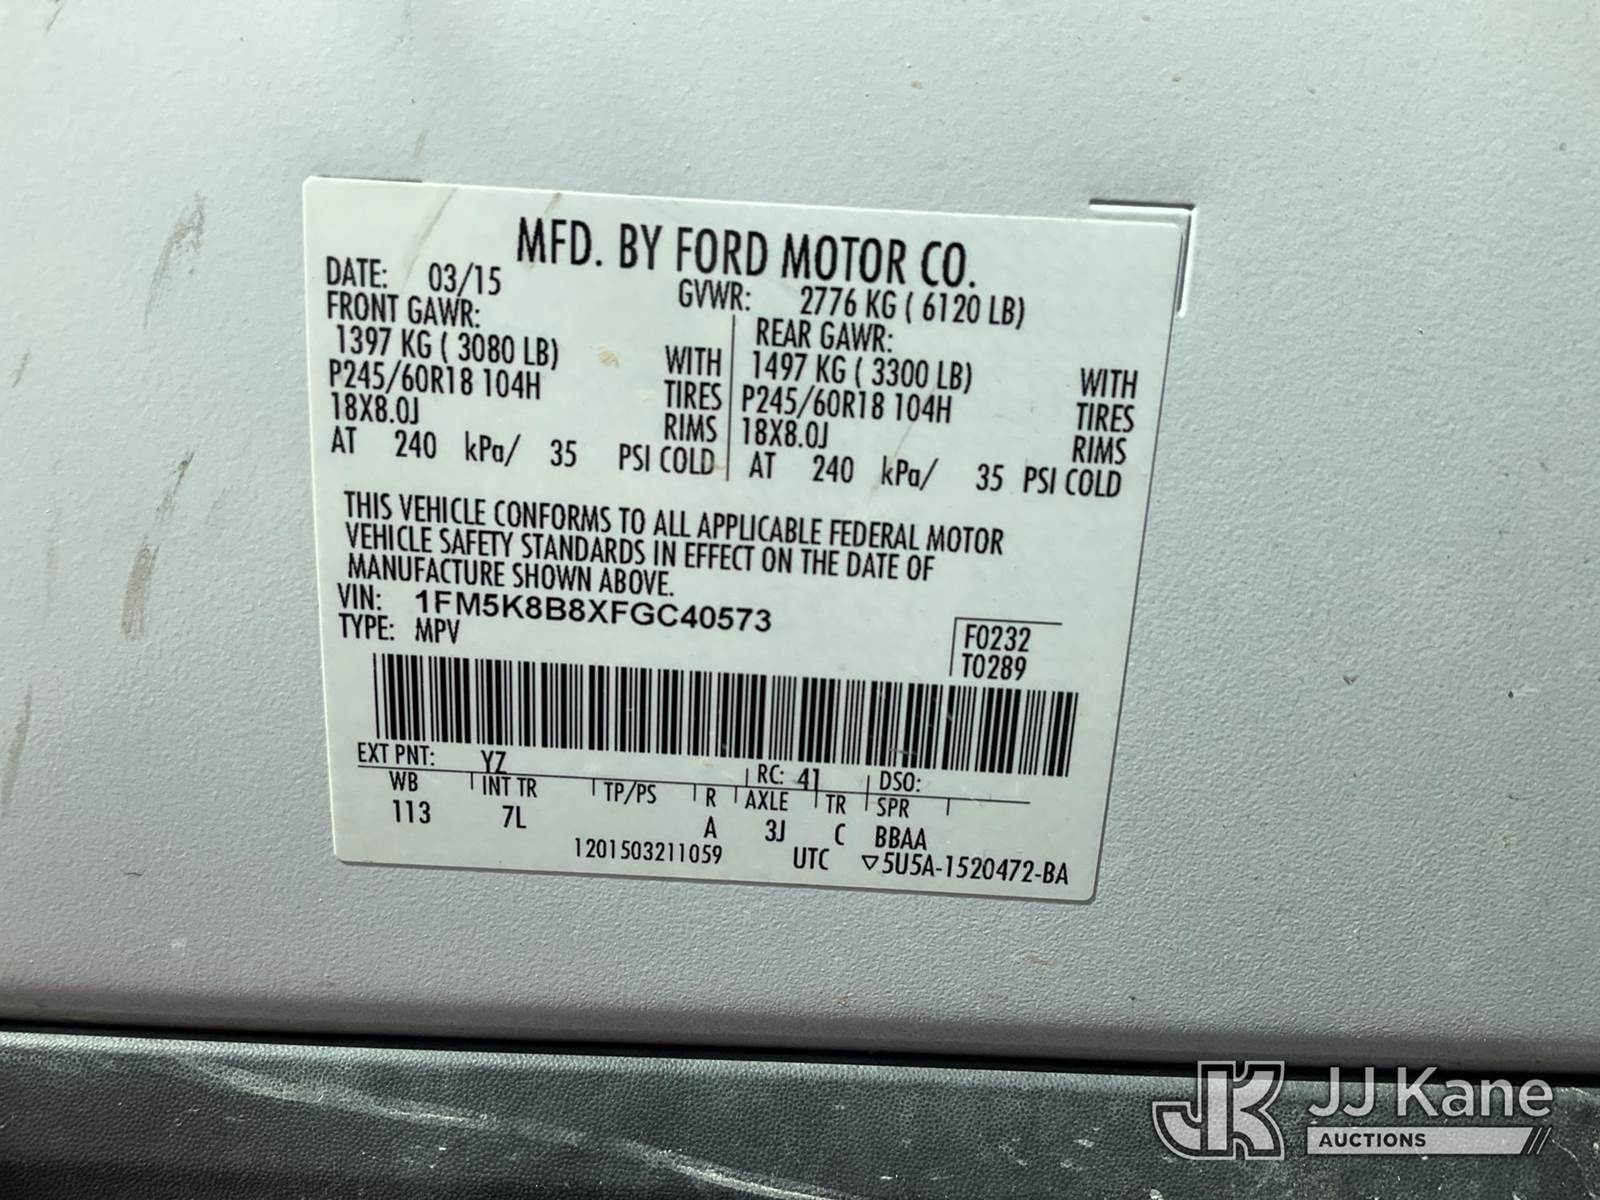 MFD. BY FORD MOTOR CO.
DATE: 03/15 GVWR: 2776 KG ( 6120 LB)
FRONT GAWR: REAR GAWR:
1397 KG ( 3080 LB) WITH 1497 KG ( 3300 LB) WITH
P245/60R18 104H TIRES P245/60R18 104H TIRES
18X8.0J RIMS 18X8.0J RIMS
AT 240 kPa/ 35 PSI COLD AT 240 kPa/ 35 PSI COLD
THIS VEHICLE CONFORMS TO ALL APPLICABLE FEDERAL MOTOR
VEHICLE SAFETY STANDARDS IN EFFECT ON THE DATE OF
MANUFACTURE SHOWN ABOVE.
VIN: 1FM5K8B8XFGC40573
TYPE: MPV
F0232
T0289
EXT PNT: YZ RC: 41 DSO:
WB INT TR TP/PS R AXLE TR SPR
113 7L A 3J C BBAA
1201503211059 UTC ▽5U5A-1520472-BA
JK JJ Kane
AUCTIONS